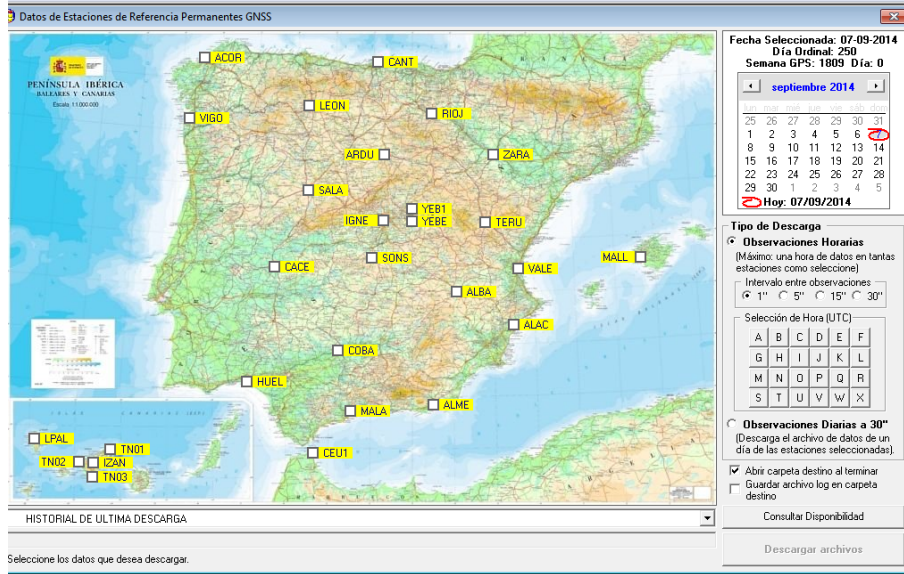 Datos de Estaciones de Referencia Permanentes GNSS
PENÍNSULA IBÉRICA
BALEARES Y CANARIAS
Escala 1:1.000.000
ACOR
CANT
LEON
RIOJ
VIGO
ARDU
ZARA
SALA
YEB1
IGNE
YEBE
TERU
SONS
MALL
CACE
VALE
ALBA
ALAC
COBA
HUEL
MALA
ALME
CEU1
LPAL
TN01
TN02
IZAN
TN03
Fecha Seleccionada: 07-09-2014
Día Ordinal: 250
Semana GPS: 1809 Día: 0
septiembre 2014
lun mar mié jue vie sáb dom
25 26 27 28 29 30 31
1 2 3 4 5 6 7
8 9 10 11 12 13 14
15 16 17 18 19 20 21
22 23 24 25 26 27 28
29 30 1 2 3 4 5
Hoy: 07/09/2014
Tipo de Descarga
Observaciones Horarias
(Máximo: una hora de datos en tantas
estaciones como seleccione)
Intervalo entre observaciones
1" 5" 15" 30"
Selección de Hora (UTC)
A B C D E F
G H I J K L
M N O P Q R
S T U V W X
Observaciones Diarias a 30"
(Descarga el archivo de datos de un
día de las estaciones seleccionadas).
Abrir carpeta destino al terminar
Guardar archivo log en carpeta
destino
Consultar Disponibilidad
Descargar archivos
HISTORIAL DE ULTIMA DESCARGA
Seleccione los datos que desea descargar.